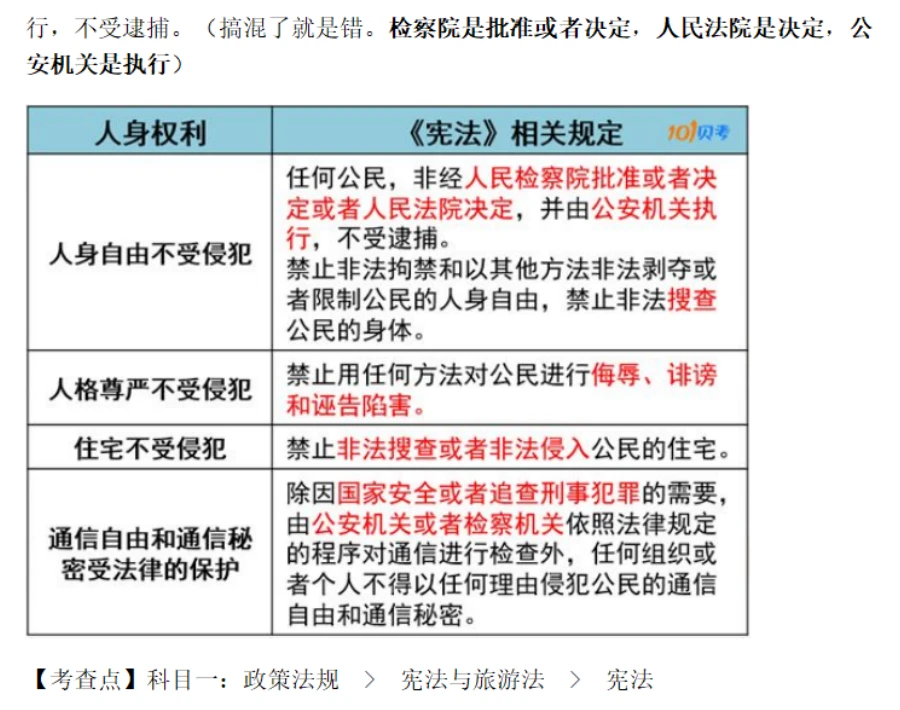 行，不受逮捕。（搞混了就是错。检察院是批准或者决定，人民法院是决定，公
安机关是执行）
人身权利
《宪法》相关规定
101贝考
人身自由不受侵犯
任何公民，非经人民检察院批准或者决
定或者人民法院决定，并由公安机关执
行，不受逮捕。
禁止非法拘禁和以其他方法非法剥夺或
者限制公民的人身自由，禁止非法搜查
公民的身体。
人格尊严不受侵犯
禁止用任何方法对公民进行侮辱、诽谤
和诬告陷害。
住宅不受侵犯
禁止非法搜查或者非法侵入公民的住宅。
通信自由和通信秘
密受法律的保护
除因国家安全或者追查刑事犯罪的需要，
由公安机关或者检察机关依照法律规定
的程序对通信进行检查外，任何组织或
者个人不得以任何理由侵犯公民的通信
自由和通信秘密。
【考查点】科目一：政策法规 > 宪法与旅游法 > 宪法